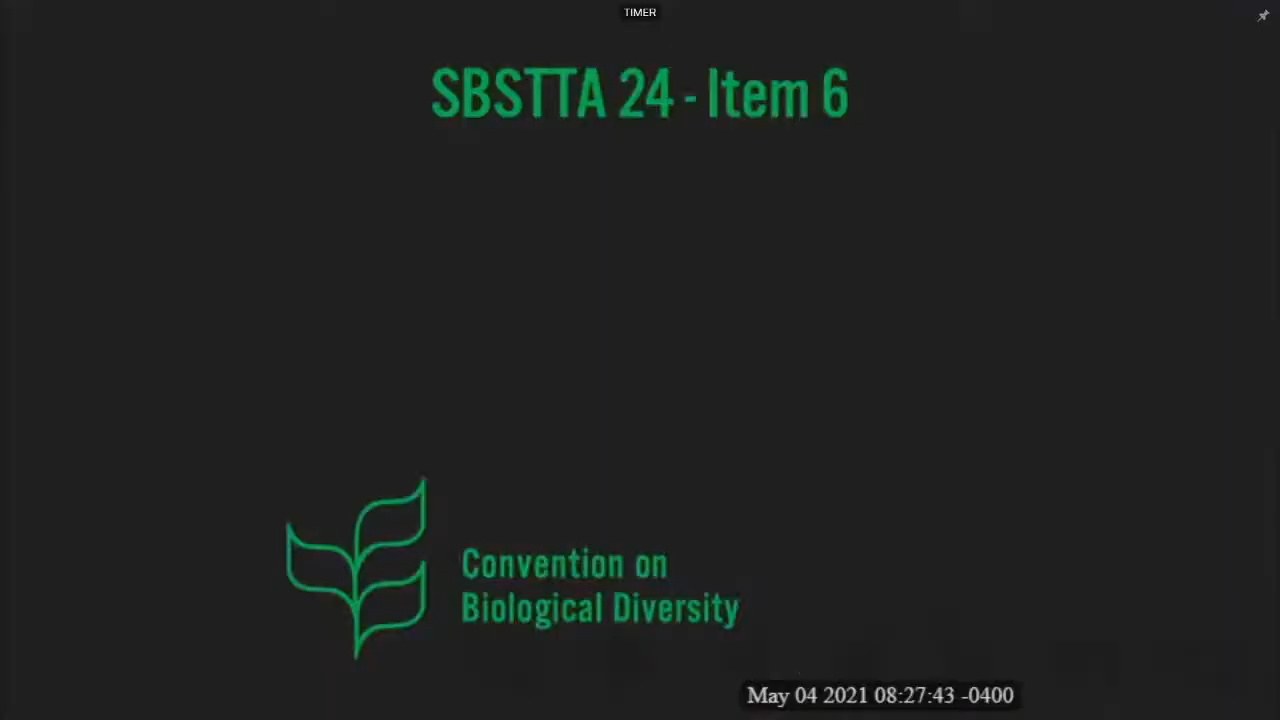 TIMER
SBSTTA 24 - Item 6
Convention on
Biological Diversity
May 04 2021 08:27:43 -0400